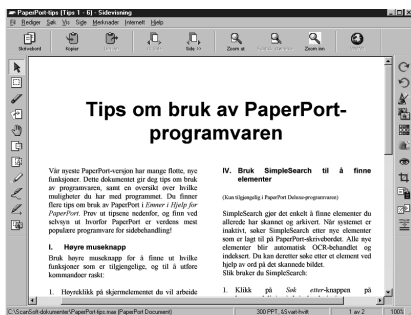 PaperPort-tips (Tips 1 - 6) - Sidevisning
Fil Rediger Søk Vis Side Merknader Internett Hjelp
Skrivebord Kopier Lim inn Side. til Zoom ut Zoom inn
Tips om bruk av PaperPort-
programvaren
Vår nyeste PaperPort-versjon har mange flotte, nye
funksjoner. Dette dokumentet gir deg tips om bruk
av programvaren, samt en oversikt over hvilke
muligheter du har med programmet. Du finner
flere tips om bruk av PaperPort i Emner i Hjelp for
PaperPort. Prøv ut tipsene nedenfor, og finn ved
selvsyn ut hvorfor PaperPort er verdens mest
populære programvare for sidebehandling!
I. Høyre museknapp
Bruk høyre museknapp for å finne ut hvilke
funksjoner som er tilgjengelige, og til å utføre
kommandoer raskt:
1. Høyreklikk på skjermelementet du vil arbeide
IV. Bruk SimpleSearch til å finne
elementer
(Kun tilgjengelig i PaperPort Deluxe-programvaren)
SimpleSearch gjør det enkelt å finne elementer du
allerede har skannet og arkivert. Når systemet er
inaktivt, søker SimpleSearch etter nye elementer
som er lagt til på PaperPort-skrivebordet. Alle nye
elementer blir automatisk OCR-behandlet og
indeksert. Du kan deretter søke etter et element ved
hjelp av ord på det skannede bildet.
Slik bruker du SimpleSearch:
1. Klikk på Søk etter-knappen på
C:\ScanSoft-dokumenter\PaperPort-tips.max (PaperPort Document) 300 PPT, &Svart-hvitt 1 av 2 100%